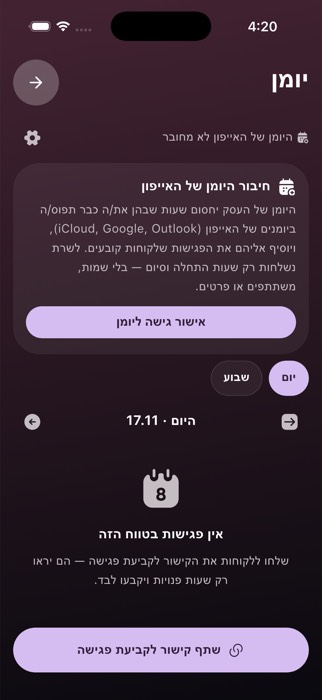 4:20
יומן
היומן של האייפון לא מחובר
חיבור היומן של האייפון
היומן של העסק יחסום שעות שבהן את/ה כבר תפוס/ה
ביומנים של האייפון (iCloud, Google, Outlook),
ויוסיף אליהם את הפגישות שלקוחות קובעים. לשרת
נשלחות רק שעות התחלה וסיום — בלי שמות,
משתתפים או פרטים.
אישור גישה ליומן
יום
שבוע
היום · 17.11
8
אין פגישות בטווח הזה
שלחו ללקוחות את הקישור לקביעת פגישה — הם יראו
רק שעות פנויות ויקבעו לבד.
שתף קישור לקביעת פגישה